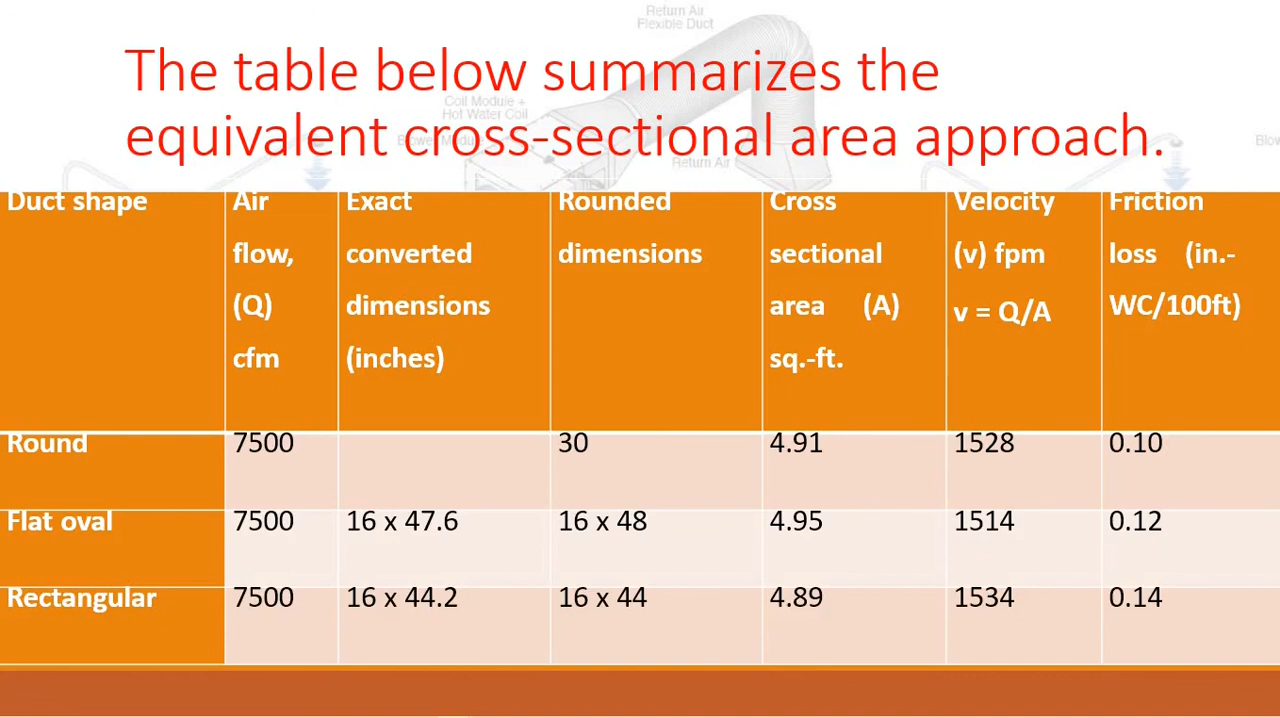 Return Air
Flexible Duct
The table below summarizes the
Coil Module +
Hot Water Coil
equivalent cross-sectional area approach.
Return Air
Blow
Duct shape
Air
flow,
(Q)
cfm
Exact
converted
dimensions
(inches)
Rounded
dimensions
Cross
sectional
area (A)
sq.-ft.
Velocity
(v) fpm
v = Q/A
Friction
loss (in.-
WC/100ft)
Round 7500 30 4.91 1528 0.10
Flat oval 7500 16 x 47.6 16 x 48 4.95 1514 0.12
Rectangular 7500 16 x 44.2 16 x 44 4.89 1534 0.14